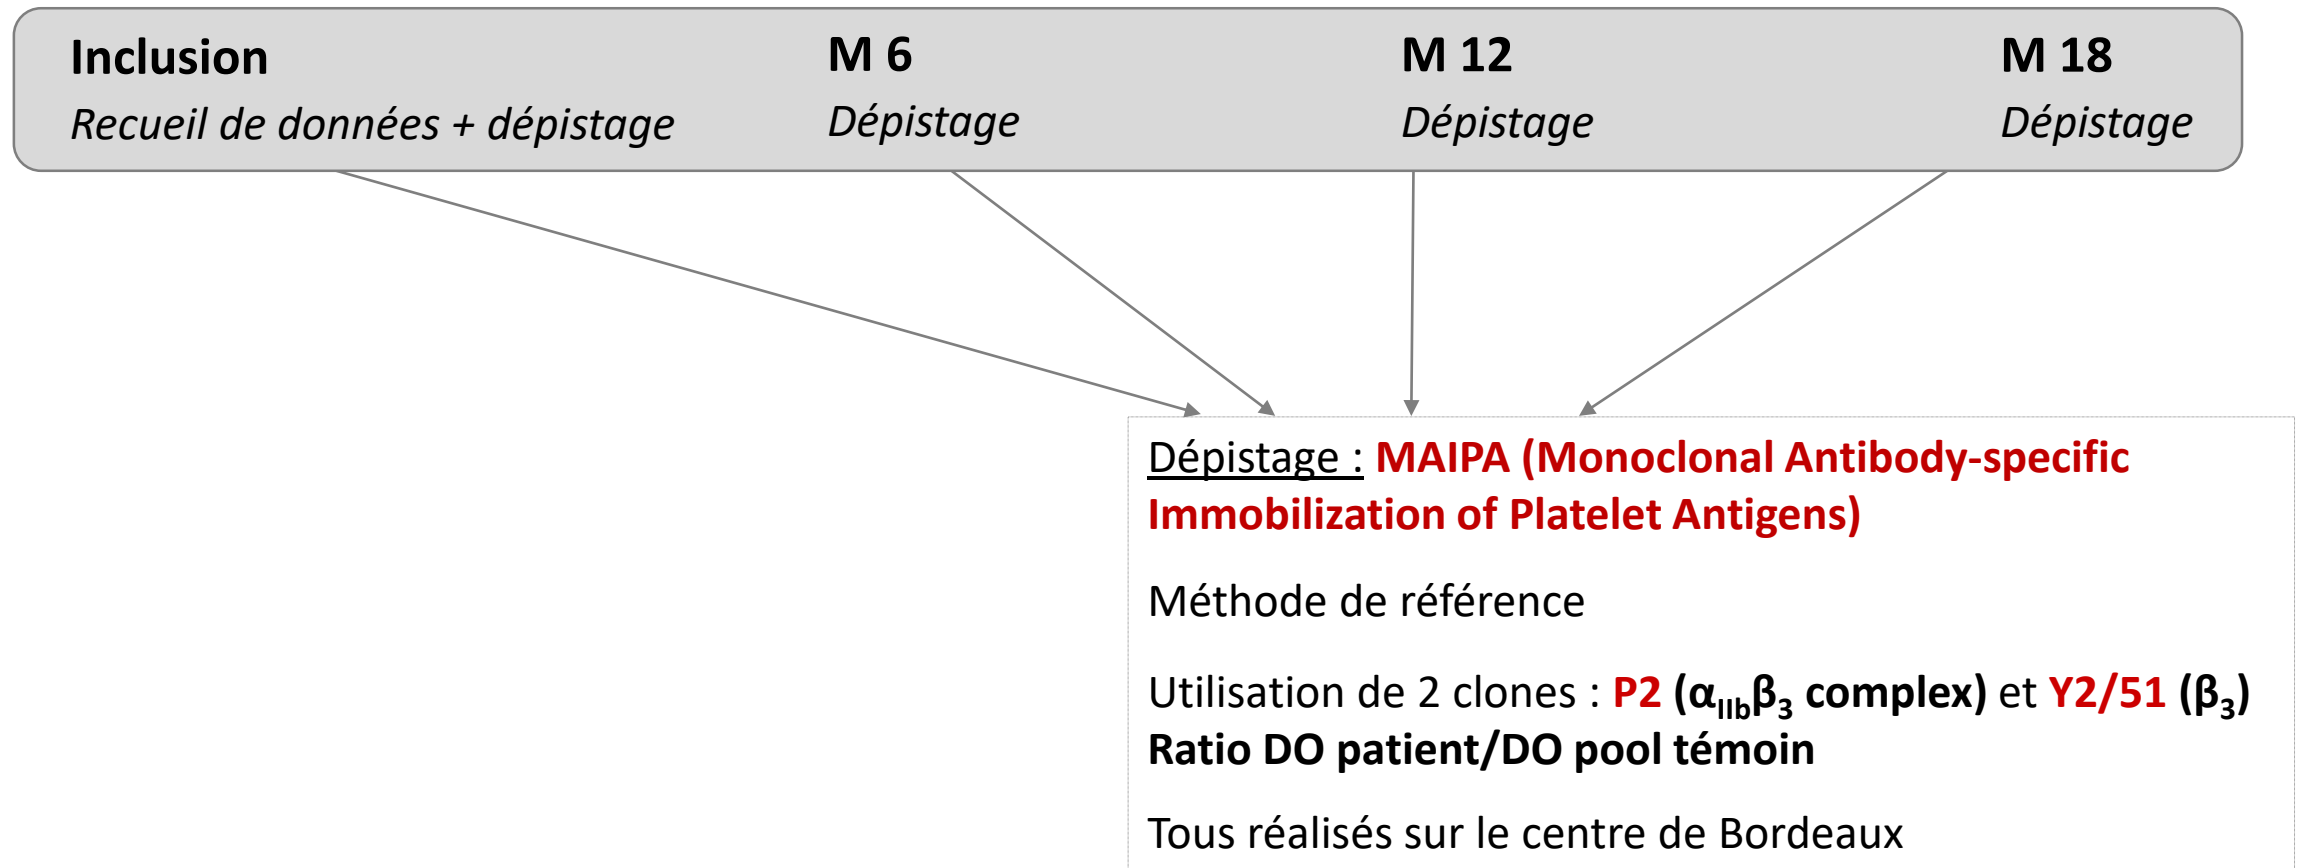 Inclusion M 6 M 12 M 18
Recueil de données + dépistage Dépistage Dépistage Dépistage
Dépistage : MAIPA (Monoclonal Antibody-specific
Immobilization of Platelet Antigens)
Méthode de référence
Utilisation de 2 clones : P2 (αIIbβ3 complex) et Y2/51 (β3)
Ratio DO patient/DO pool témoin
Tous réalisés sur le centre de Bordeaux